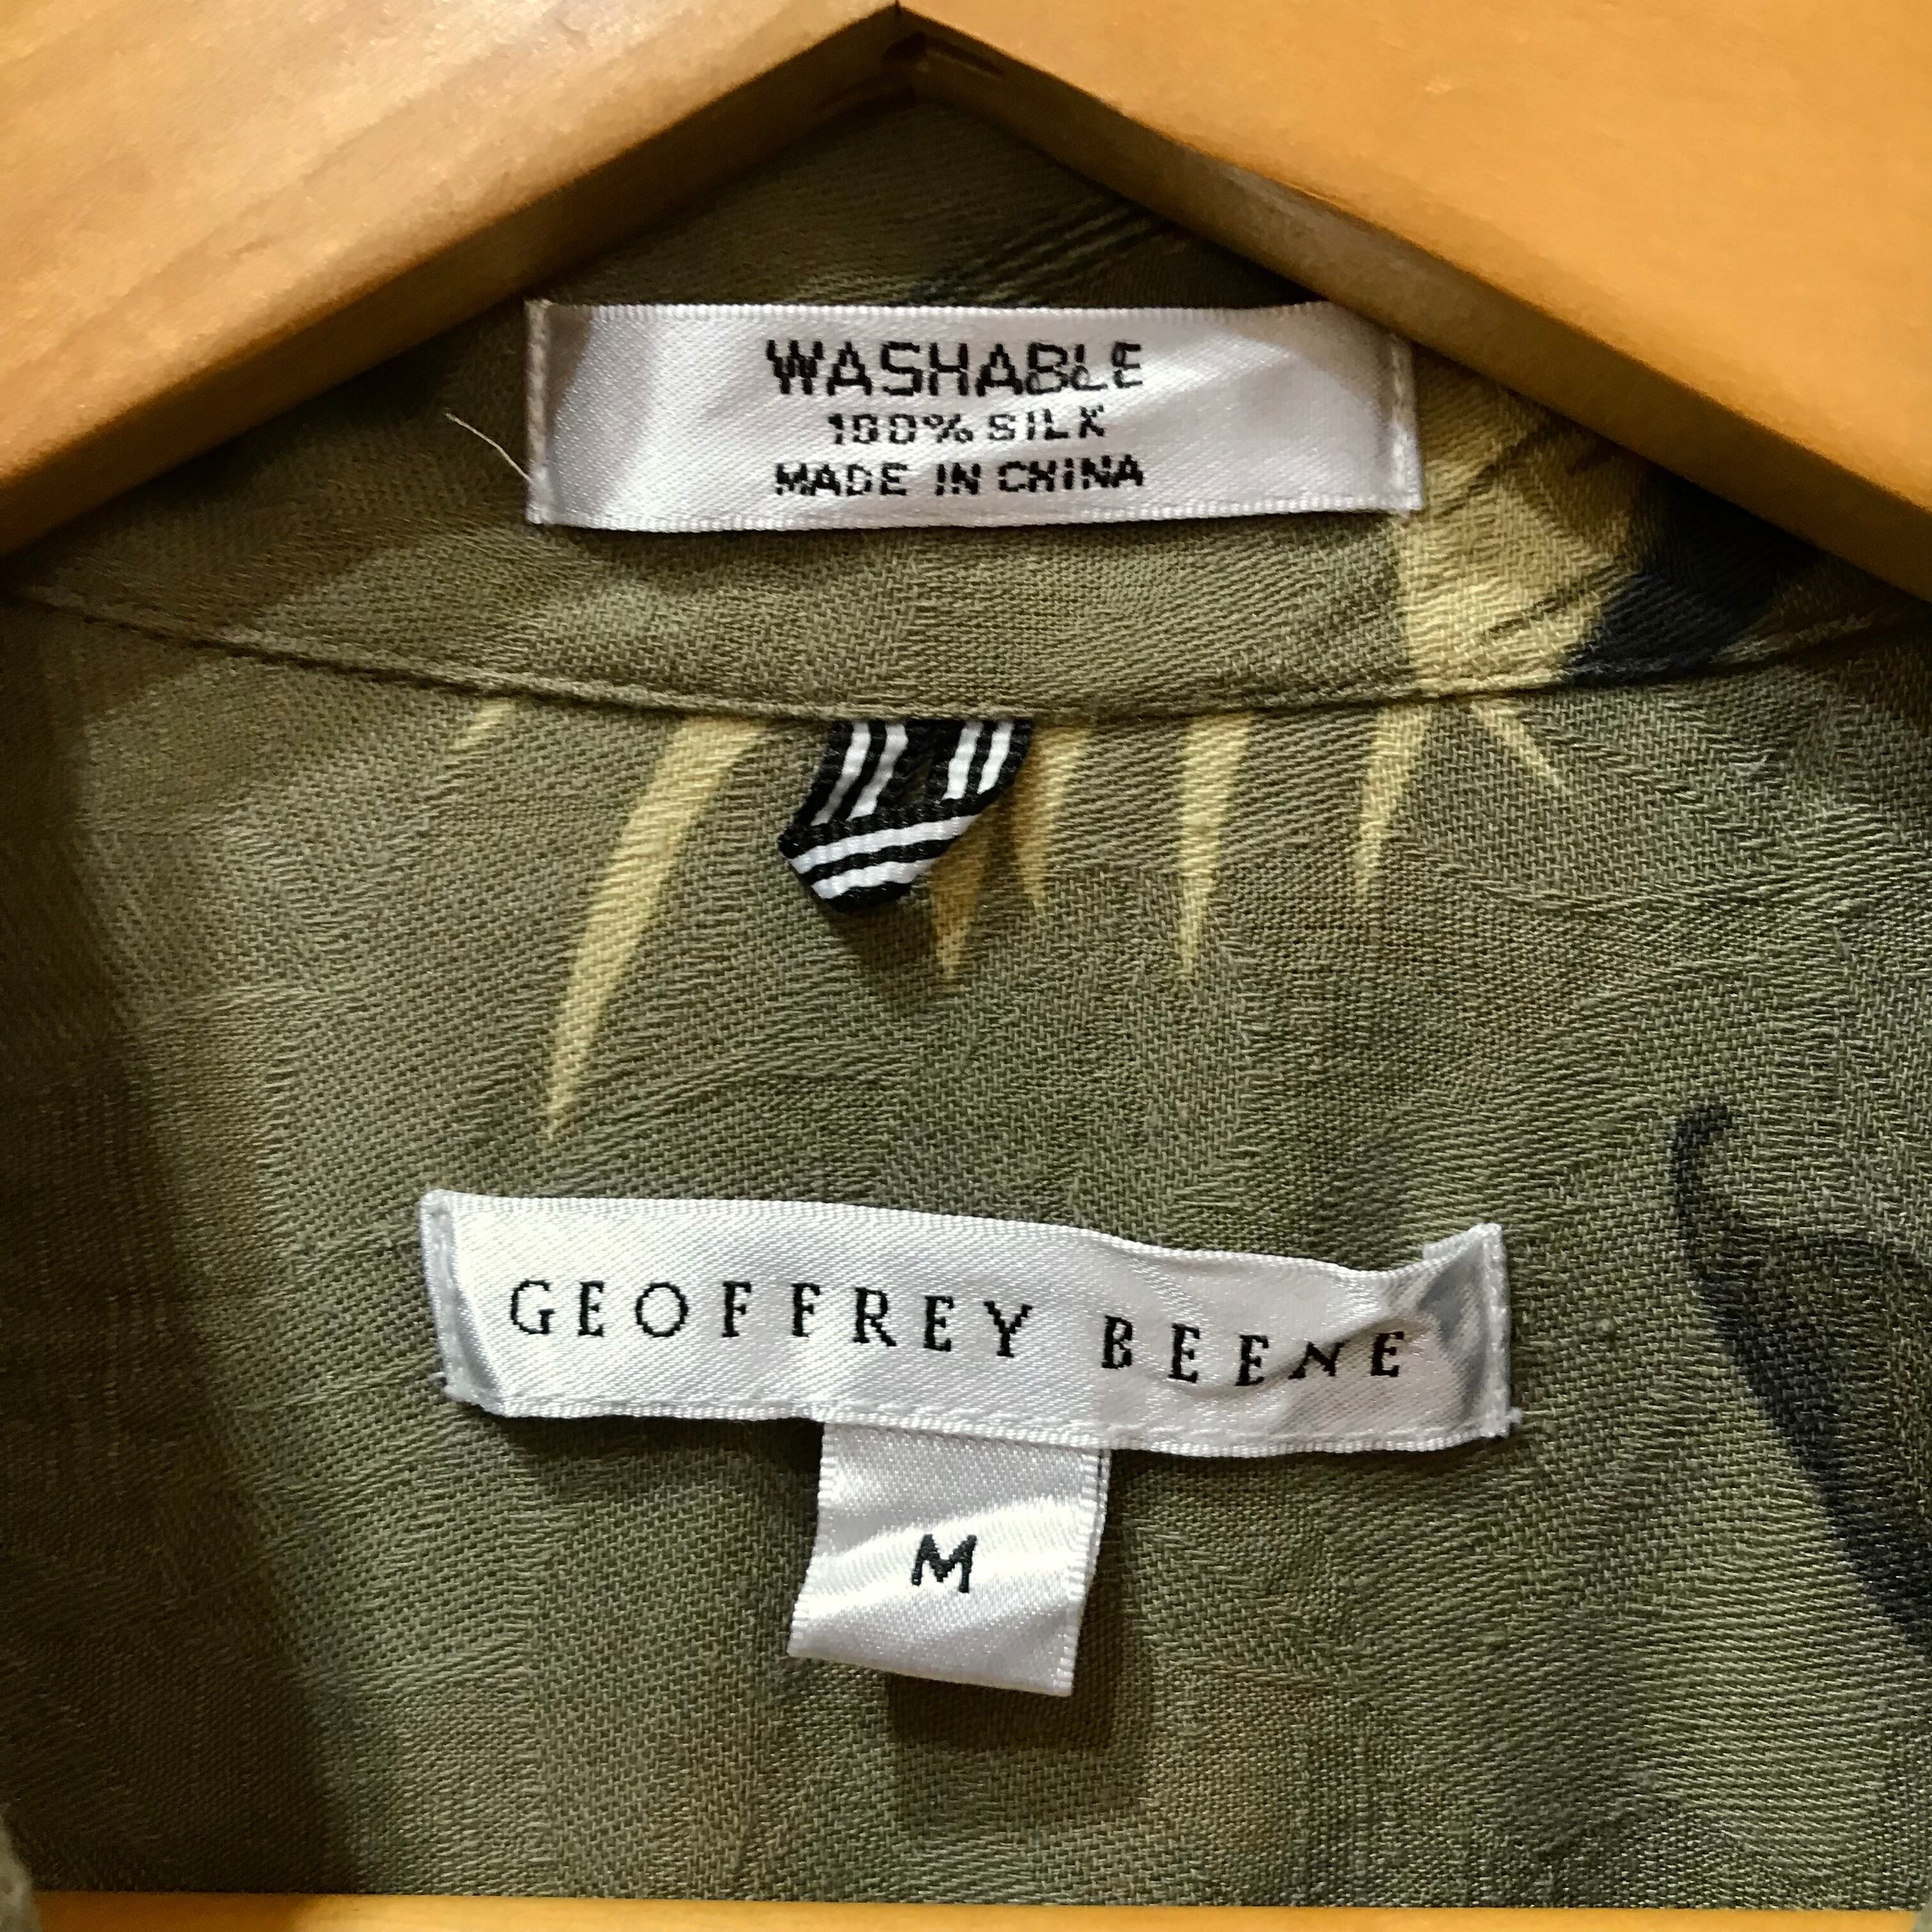 WASHABLE
100% SILK
MADE IN CHINA
GEOFFREY BEENE
M